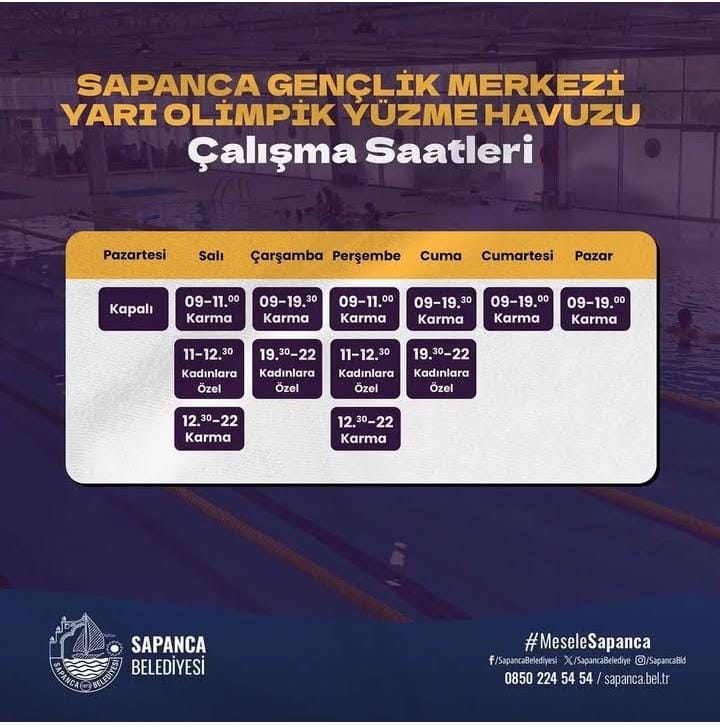 SAPANCA GENÇLİK MERKEZİ
YARI OLİMPİK YÜZME HAVUZU
Çalışma Saatleri
Pazartesi Salı Çarşamba Perşembe Cuma Cumartesi Pazar
Kapalı
09-11.00
Karma
11-12.30
Kadınlara
Özel
12.30-22
Karma
09-19.30
Karma
19.30-22
Kadınlara
Özel
09-11.00
Karma
11-12.30
Kadınlara
Özel
12.30-22
Karma
09-19.30
Karma
19.30-22
Kadınlara
Özel
09-19.00
Karma
09-19.00
Karma
SAPANCA
BELEDİYESİ
SAPANCA BELEDİYESİ
#MeseleSapanca
/SapancaBelediyesi /SapancaBelediye /SapancaBld
0850 224 54 54 / sapanca.bel.tr